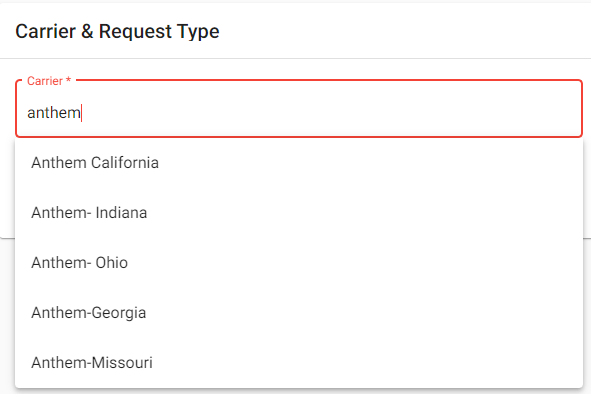 Carrier & Request Type
Carrier *
anthem
Anthem California
Anthem- Indiana
Anthem- Ohio
Anthem-Georgia
Anthem-Missouri